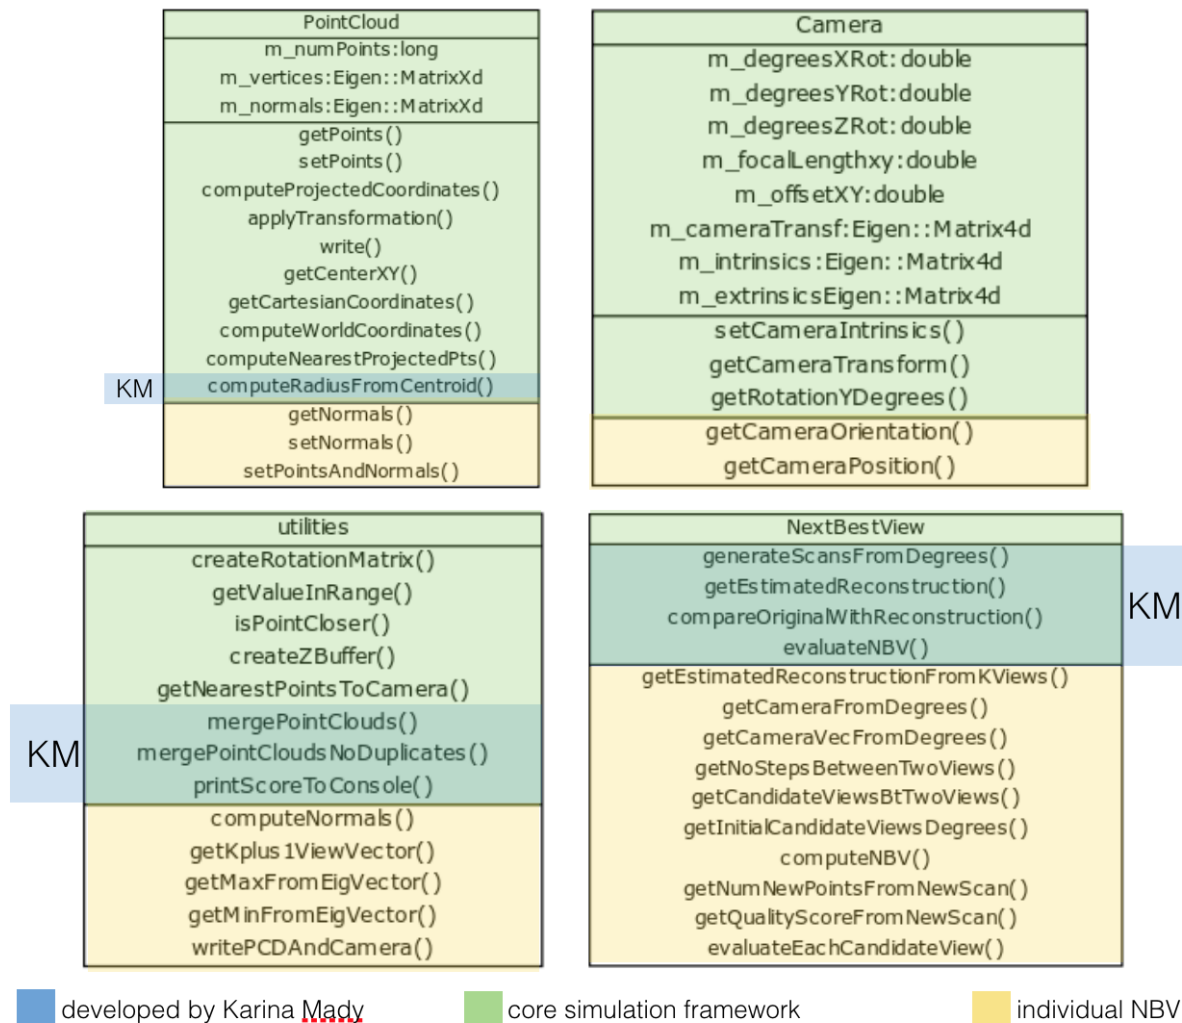 PointCloud
m_numPoints:long
m_vertices:Eigen::MatrixXd
m_normals:Eigen::MatrixXd
getPoints()
setPoints()
computeProjectedCoordinates()
applyTransformation()
write()
getCenterXY()
getCartesianCoordinates()
computeWorldCoordinates()
computeNearestProjectedPts()
KM
computeRadiusFromCentroid()
getNormals()
setNormals()
setPointsAndNormals()
Camera
m_degreesXRot:double
m_degreesYRot:double
m_degreesZRot:double
m_focalLengthxy:double
m_offsetXY:double
m_cameraTransf:Eigen::Matrix4d
m_intrinsics:Eigen::Matrix4d
m_extrinsicsEigen::Matrix4d
setCameraIntrinsics()
getCameraTransform()
getRotationYDegrees()
getCameraOrientation()
getCameraPosition()
utilities
createRotationMatrix()
getValueInRange()
isPointCloser()
createZBuffer()
getNearestPointsToCamera()
KM
mergePointClouds()
mergePointCloudsNoDuplicates()
printScoreToConsole()
computeNormals()
getKplus1ViewVector()
getMaxFromEigVector()
getMinFromEigVector()
writePCDAndCamera()
NextBestView
generateScansFromDegrees()
getEstimatedReconstruction()
compareOriginalWithReconstruction()
evaluateNBV()
KM
getEstimatedReconstructionFromKViews()
getCameraFromDegrees()
getCameraVecFromDegrees()
getNoStepsBetweenTwoViews()
getCandidateViewsBtTwoViews()
getInitialCandidateViewsDegrees()
computeNBV()
getNumNewPointsFromNewScan()
getQualityScoreFromNewScan()
evaluateEachCandidateView()
developed by Karina Mady
core simulation framework
individual NBV